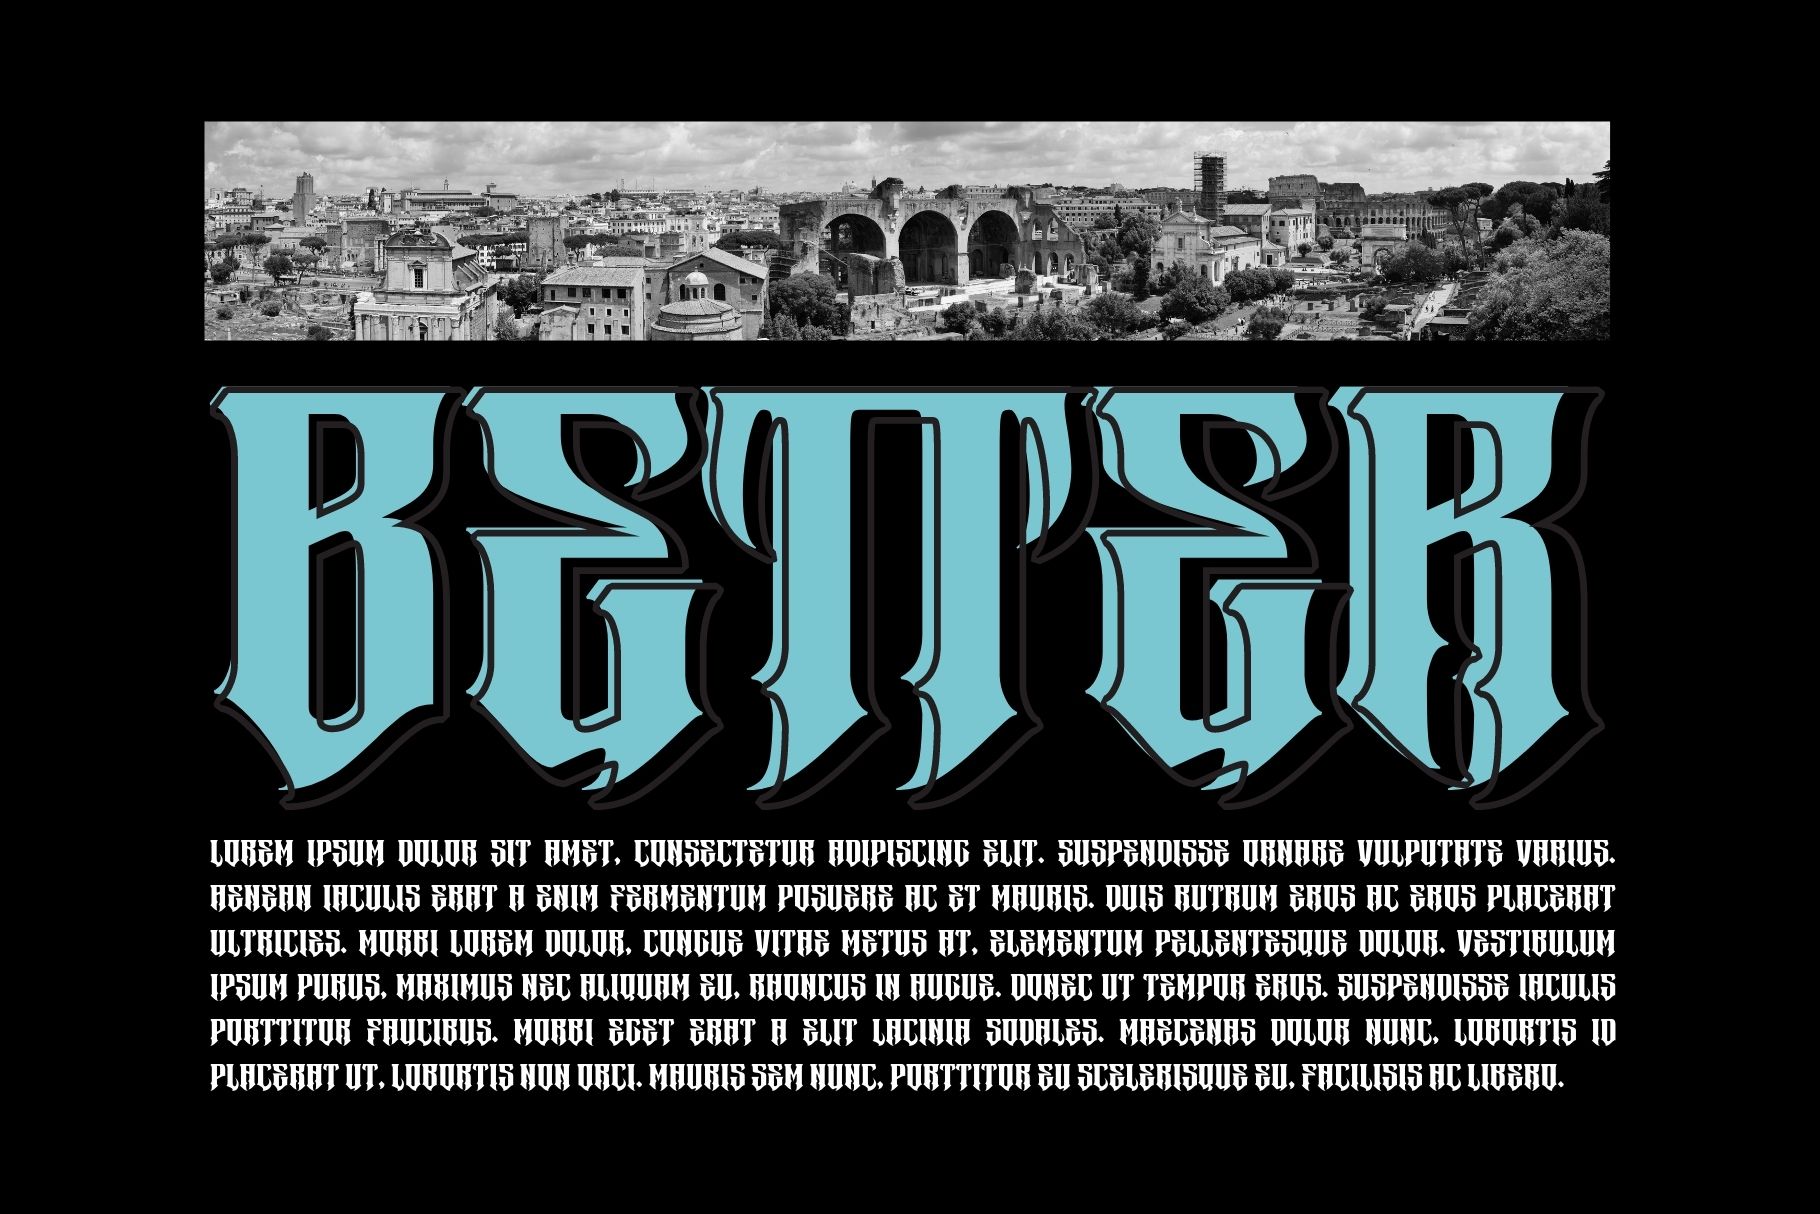 BETTER
LOREM IPSUM DOLOR SIT AMET, CONSECTETUR ADIPISCING ELIT. SUSPENDISSE ORNARE VULPUTATE VARIUS.
AENEAN IACULIS ERAT A ENIM FERMENTUM POSUERE AC ET MAURIS. DUIS RUTRUM EROS AC EROS PLACERAT
ULTRICIES. MORBI LOREM DOLOR, CONGUE VITAE METUS AT, ELEMENTUM PELLENTESQUE DOLOR. VESTIBULUM
IPSUM PURUS, MAXIMUS NEC ALIQUAM EU, RHONCUS IN AUGUE. DONEC UT TEMPOR EROS. SUSPENDISSE IACULIS
PORTTITOR FAUCIBUS. MORBI EGET ERAT A ELIT LACINIA SODALES. MAECENAS DOLOR NUNC, LOBORTIS ID
PLACERAT UT, LOBORTIS NON ORCI. MAURIS SEM NUNC, PORTTITOR EU SCELERISQUE EU, FACILISIS AC LIBERO.